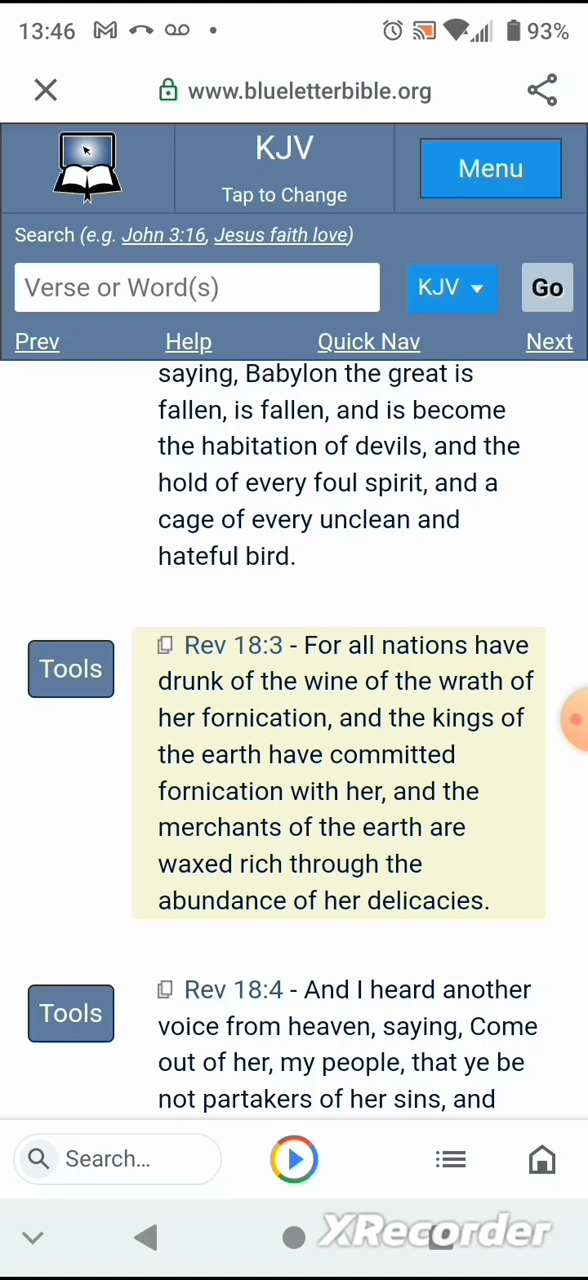 13:46
93%
www.blueletterbible.org
KJV
Tap to Change
Menu
Search (e.g. John 3:16, Jesus faith love)
Verse or Word(s)
KJV
Go
Prev
Help
Quick Nav
Next
saying, Babylon the great is
fallen, is fallen, and is become
the habitation of devils, and the
hold of every foul spirit, and a
cage of every unclean and
hateful bird.
Tools
Rev 18:3 - For all nations have
drunk of the wine of the wrath of
her fornication, and the kings of
the earth have committed
fornication with her, and the
merchants of the earth are
waxed rich through the
abundance of her delicacies.
Tools
Rev 18:4 - And I heard another
voice from heaven, saying, Come
out of her, my people, that ye be
not partakers of her sins, and
Search...
XRecorder